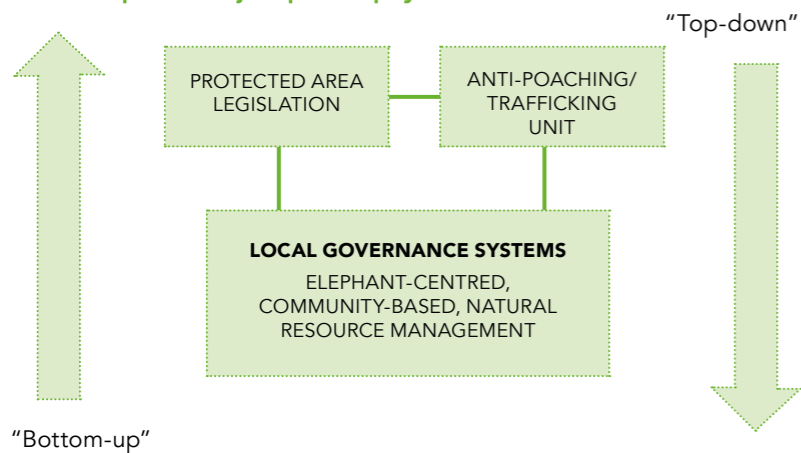 "Top-down"
PROTECTED AREA
LEGISLATION
ANTI-POACHING/
TRAFFICKING
UNIT
LOCAL GOVERNANCE SYSTEMS
ELEPHANT-CENTRED,
COMMUNITY-BASED, NATURAL
RESOURCE MANAGEMENT
"Bottom-up"